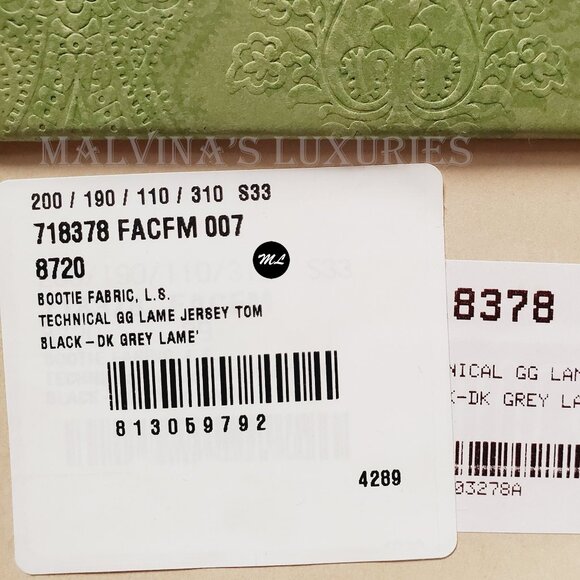 MALVINA'S LUXURIES
200 / 190 / 110 / 310 S33
718378 FACFM 007
8720
ML
BOOTIE FABRIC, L.S.
TECHNICAL GG LAME JERSEY TOM
BLACK-DK GREY LAME'
813059792
4289
8378
NICAL GG LAM
K-DK GREY LA
03278A